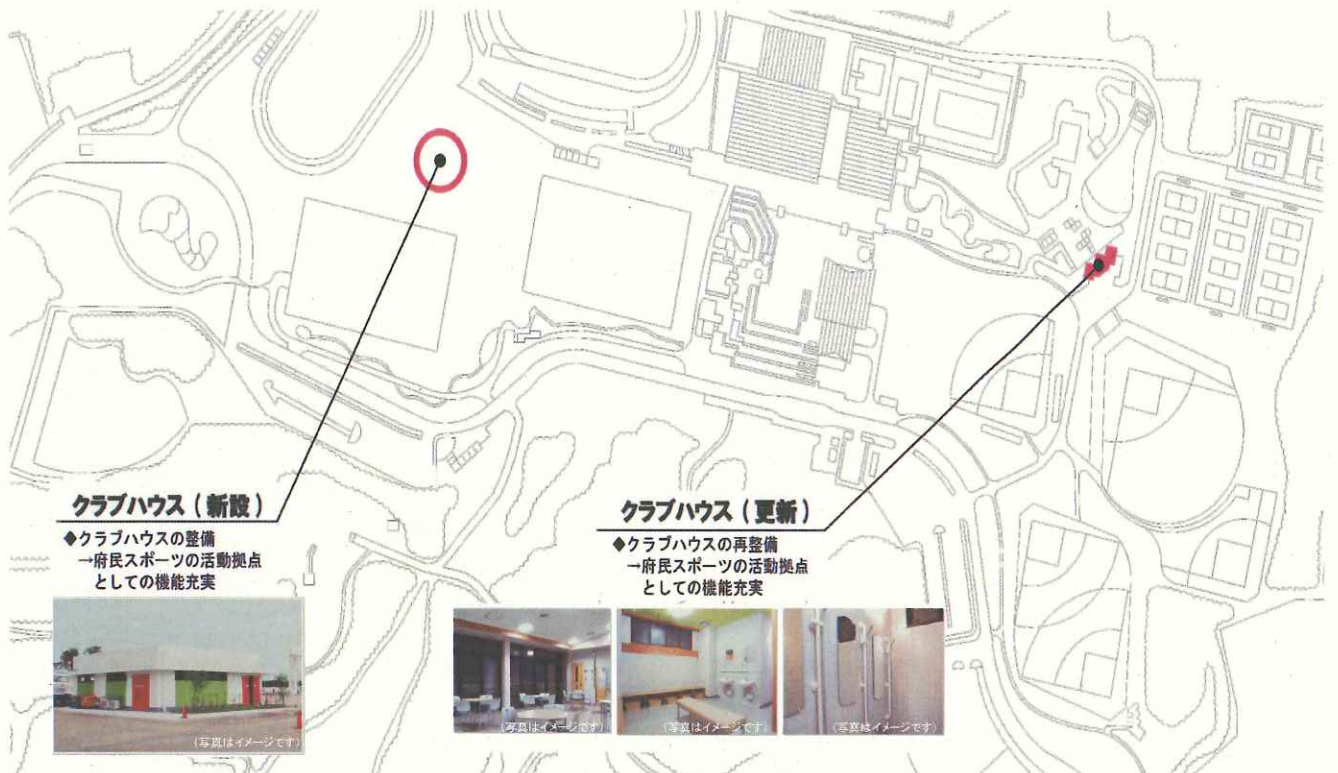 クラブハウス（新設）
◆クラブハウスの整備
→府民スポーツの活動拠点
としての機能充実
（写真はイメージです）
クラブハウス（更新）
◆クラブハウスの再整備
→府民スポーツの活動拠点
としての機能充実
（写真はイメージです）
（写真はイメージです）
（写真はイメージです）